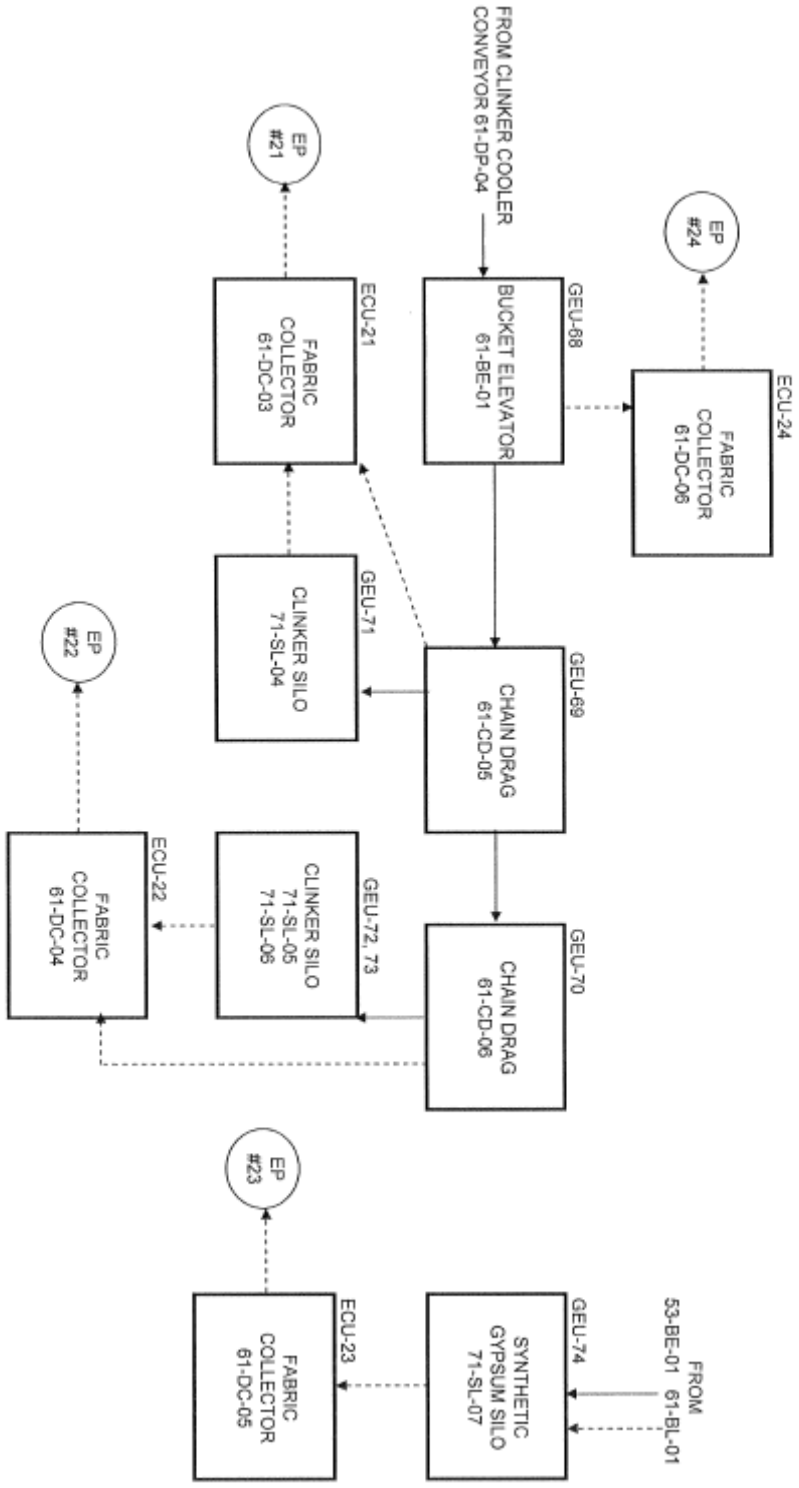 FROM CLINKER COOLER
CONVEYOR 61-DP-04
EP
#24
ECU-24
FABRIC
COLLECTOR
61-DC-06
GEU-68
BUCKET ELEVATOR
61-BE-01
GEU-69
CHAIN DRAG
61-CD-05
GEU-70
CHAIN DRAG
61-CD-06
EP
#21
ECU-21
FABRIC
COLLECTOR
61-DC-03
GEU-71
CLINKER SILO
71-SL-04
GEU-72, 73
CLINKER SILO
71-SL-05
71-SL-06
EP
#22
ECU-22
FABRIC
COLLECTOR
61-DC-04
FROM
53-BE-01 61-BL-01
GEU-74
SYNTHETIC
GYPSUM SILO
71-SL-07
EP
#23
ECU-23
FABRIC
COLLECTOR
61-DC-05